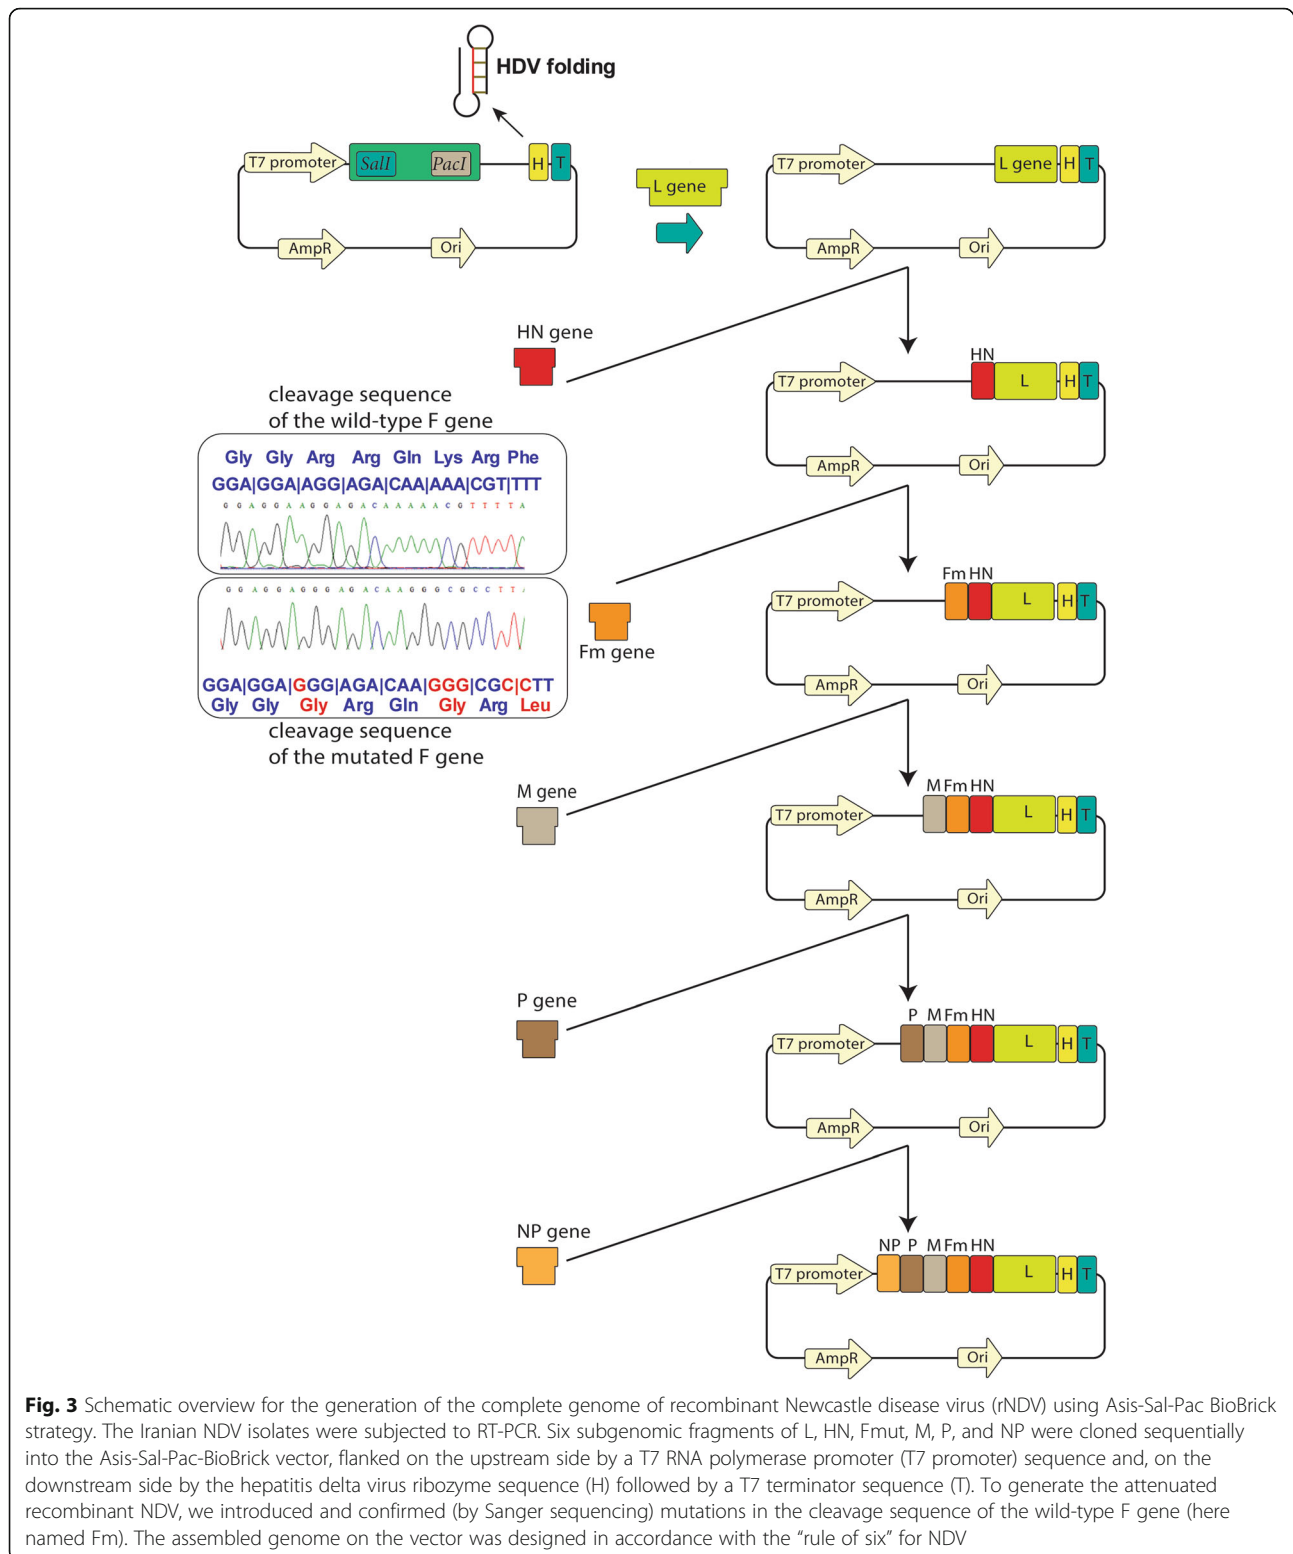 HDV folding
T7 promoter SalI PacI H T
AmpR Ori
L gene
T7 promoter L gene H T
AmpR Ori
HN gene
HN
T7 promoter L H T
AmpR Ori
cleavage sequence
of the wild-type F gene
Gly Gly Arg Arg Gln Lys Arg Phe
GGA|GGA|AGG|AGA|CAA|AAA|CGT|TTT
G G A G G A A G G A G A C A A A A A C G T T T T A
G G A G G A G G G A G A C A A G G G C G C C T T
GGA|GGA|GGG|AGA|CAA|GGG|CGC|CTT
Gly Gly Gly Arg Gln Gly Arg Leu
cleavage sequence
of the mutated F gene
Fm gene
Fm HN
T7 promoter L H T
AmpR Ori
M gene
M Fm HN
T7 promoter L H T
AmpR Ori
P gene
P M Fm HN
T7 promoter L H T
AmpR Ori
NP gene
NP P M Fm HN
T7 promoter L H T
AmpR Ori
Fig. 3 Schematic overview for the generation of the complete genome of recombinant Newcastle disease virus (rNDV) using Asis-Sal-Pac BioBrick
strategy. The Iranian NDV isolates were subjected to RT-PCR. Six subgenomic fragments of L, HN, Fmut, M, P, and NP were cloned sequentially
into the Asis-Sal-Pac-BioBrick vector, flanked on the upstream side by a T7 RNA polymerase promoter (T7 promoter) sequence and, on the
downstream side by the hepatitis delta virus ribozyme sequence (H) followed by a T7 terminator sequence (T). To generate the attenuated
recombinant NDV, we introduced and confirmed (by Sanger sequencing) mutations in the cleavage sequence of the wild-type F gene (here
named Fm). The assembled genome on the vector was designed in accordance with the “rule of six” for NDV